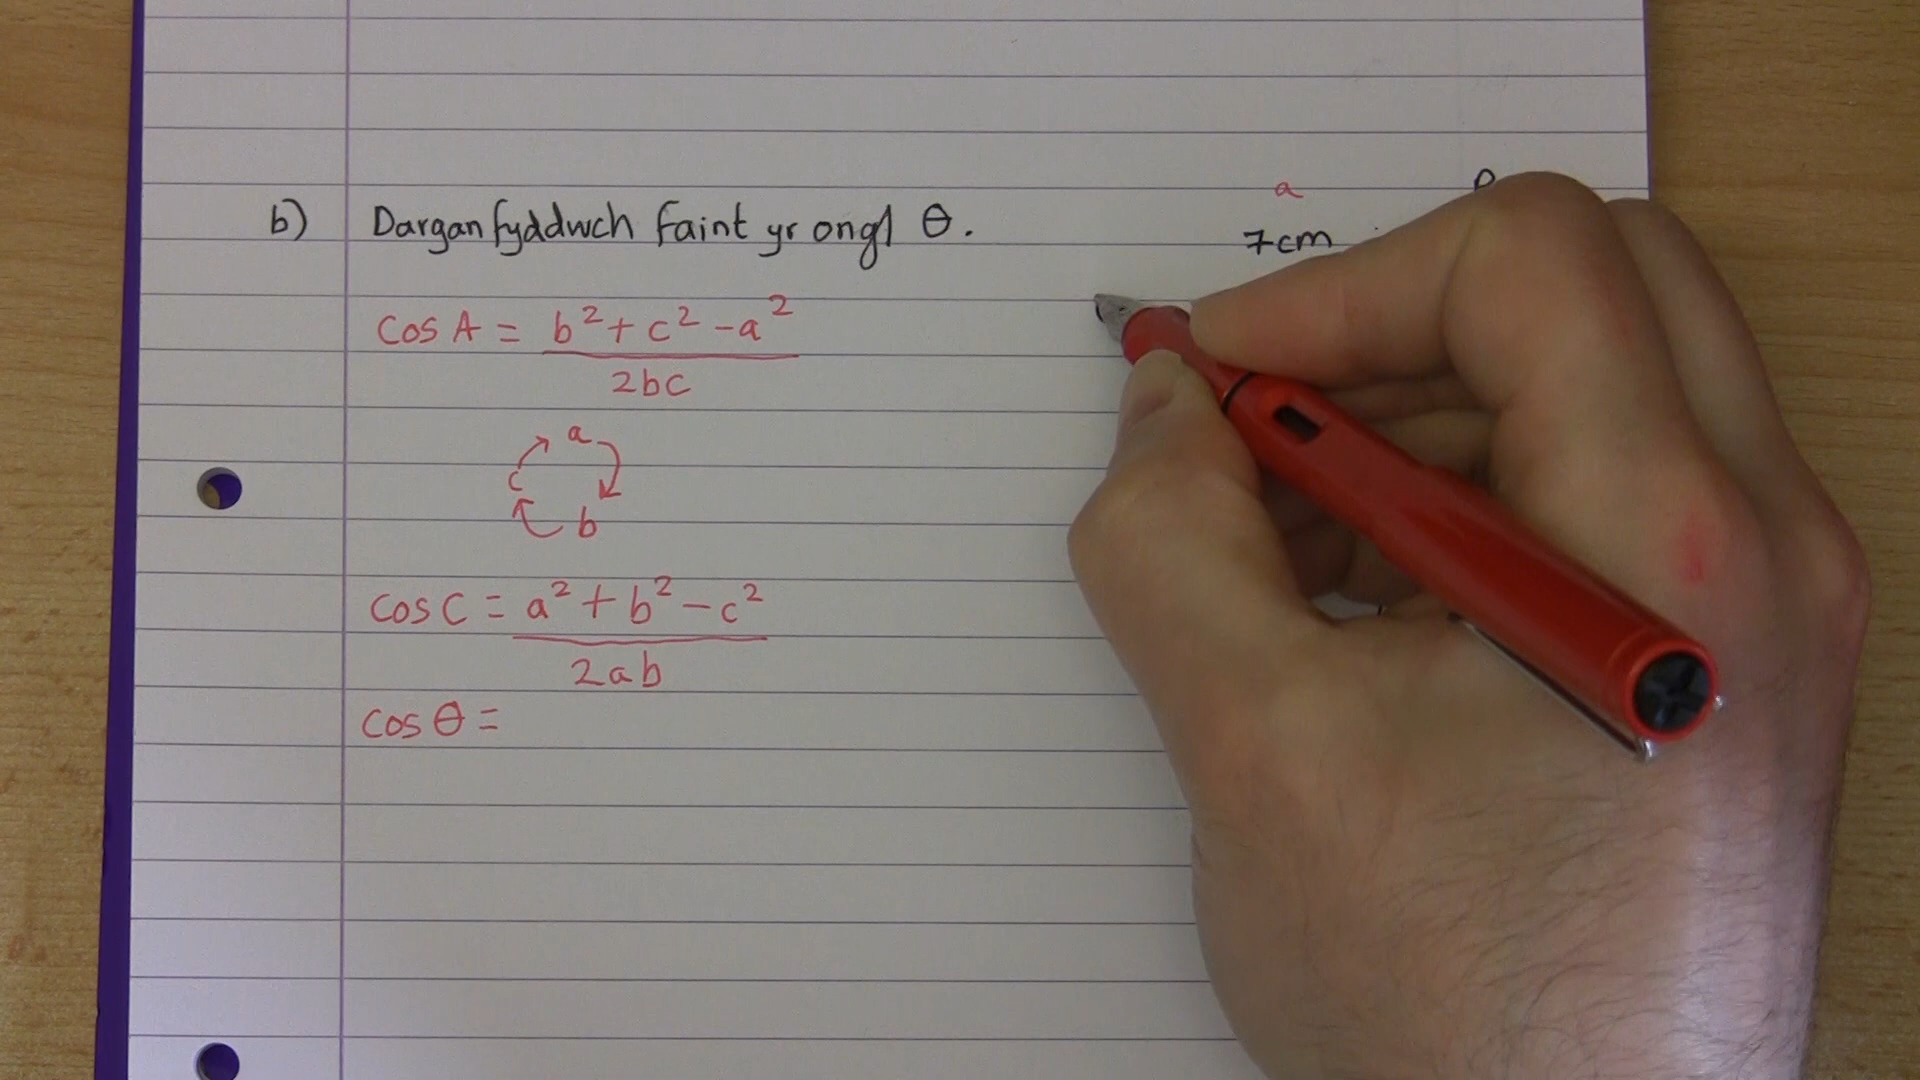 a
7cm
b) Darganfyddwch faint yr ongl θ.
cos A = b² + c² - a²
2bc
a
c
b
cos C = a² + b² - c²
2ab
cos θ =